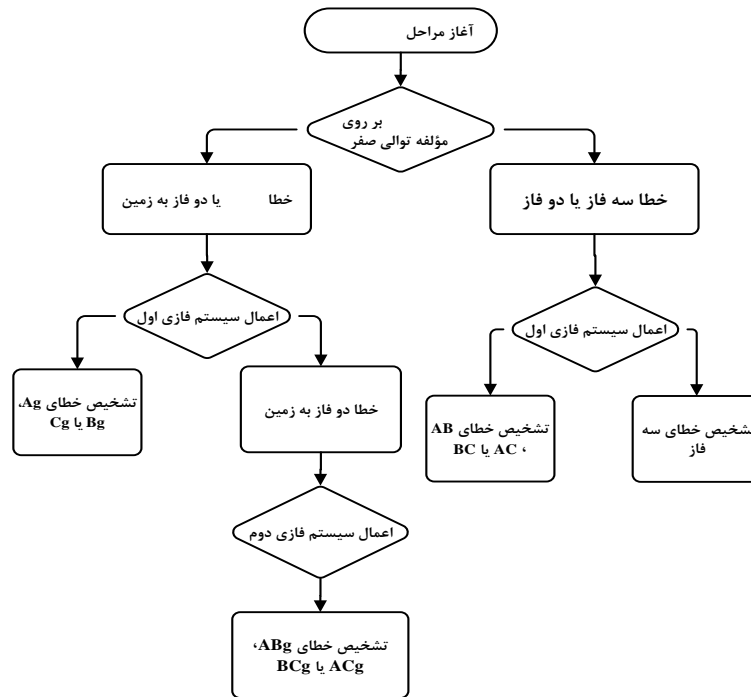 آغاز مراحل
بر روی
مؤلفه توالی صفر
خطا یا دو فاز به زمین
خطا سه فاز یا دو فاز
اعمال سیستم فازی اول
اعمال سیستم فازی اول
تشخیص خطای Ag،
Bg یا Cg
خطا دو فاز به زمین
تشخیص خطای AB
، AC یا BC
تشخیص خطای سه
فاز
اعمال سیستم فازی دوم
تشخیص خطای ABg،
ACg یا BCg